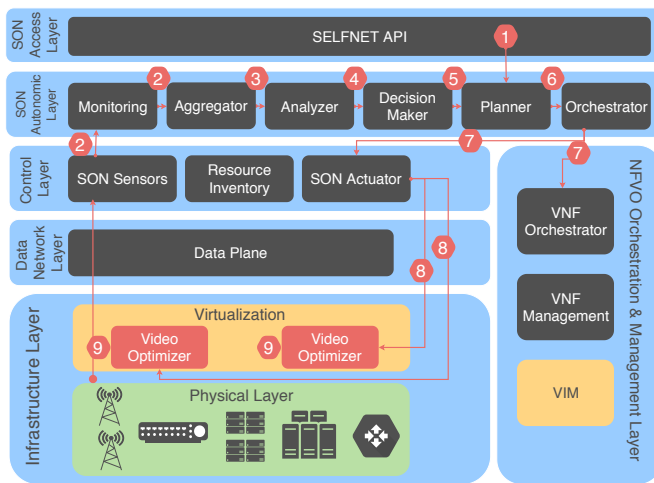 SON
Access
Layer
SELFNET API
1
SON
Autonomic
Layer
2
3
4
5
6
Monitoring
Aggregator
Analyzer
Decision
Maker
Planner
Orchestrator
2
7
7
Control
Layer
SON Sensors
Resource
Inventory
SON Actuator
NFVO Orchestration & Management Layer
VNF
Orchestrator
Data
Network
Layer
Data Plane
8
8
VNF
Management
Infrastructure Layer
Virtualization
9
Video
Optimizer
9
Video
Optimizer
VIM
Physical Layer